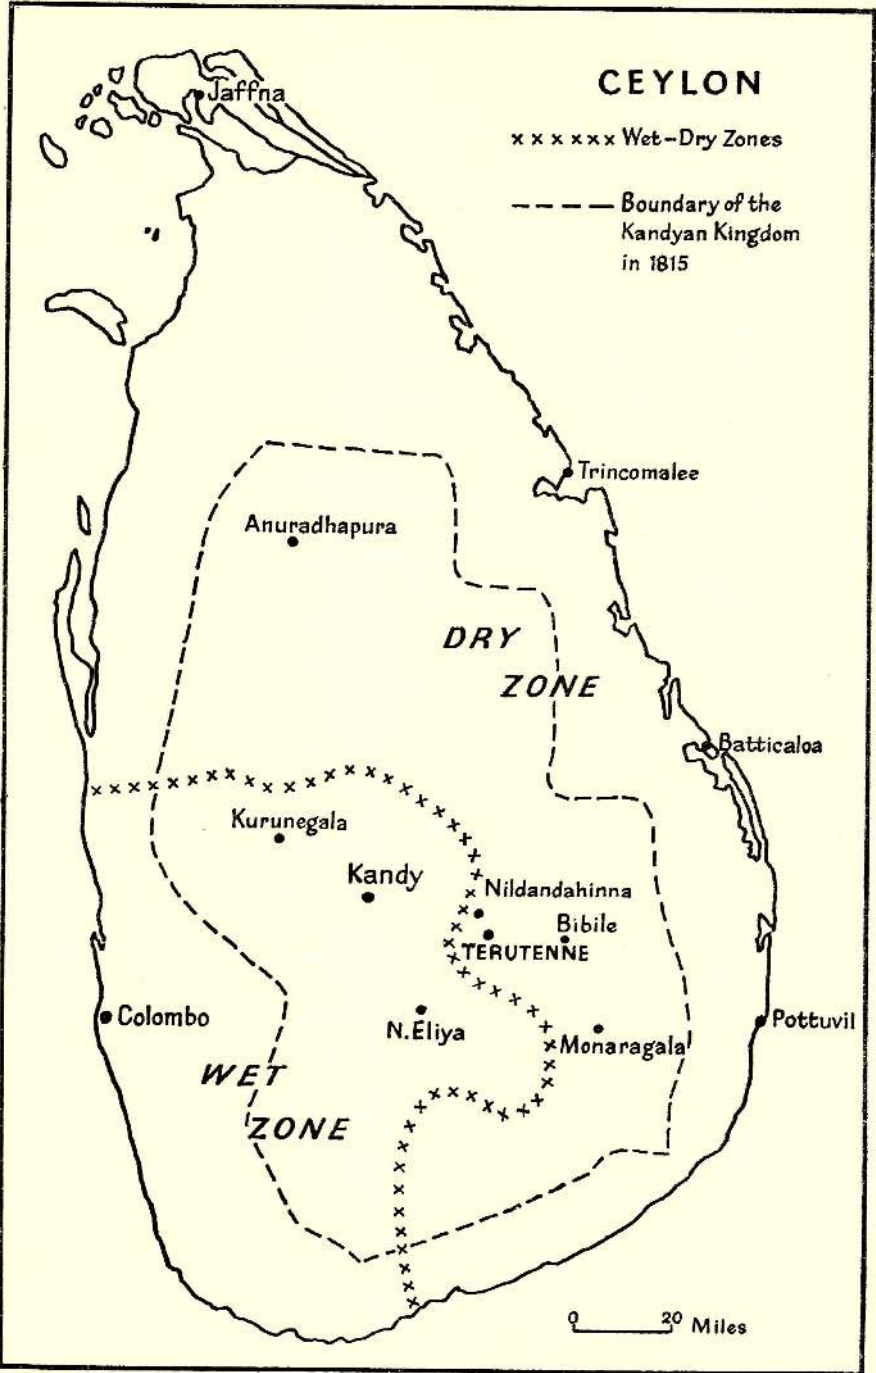 CEYLON
Wet-Dry Zones
Boundary of the
Kandyan Kingdom
in 1815
Jaffna
Trincomalee
Anuradhapura
DRY
ZONE
Batticaloa
Kurunegala
Kandy
Nildandahinna
Bibile
TERUTENNE
Colombo
N.Eliya
Monaragala
Pottuvil
WET
ZONE
0 20 Miles